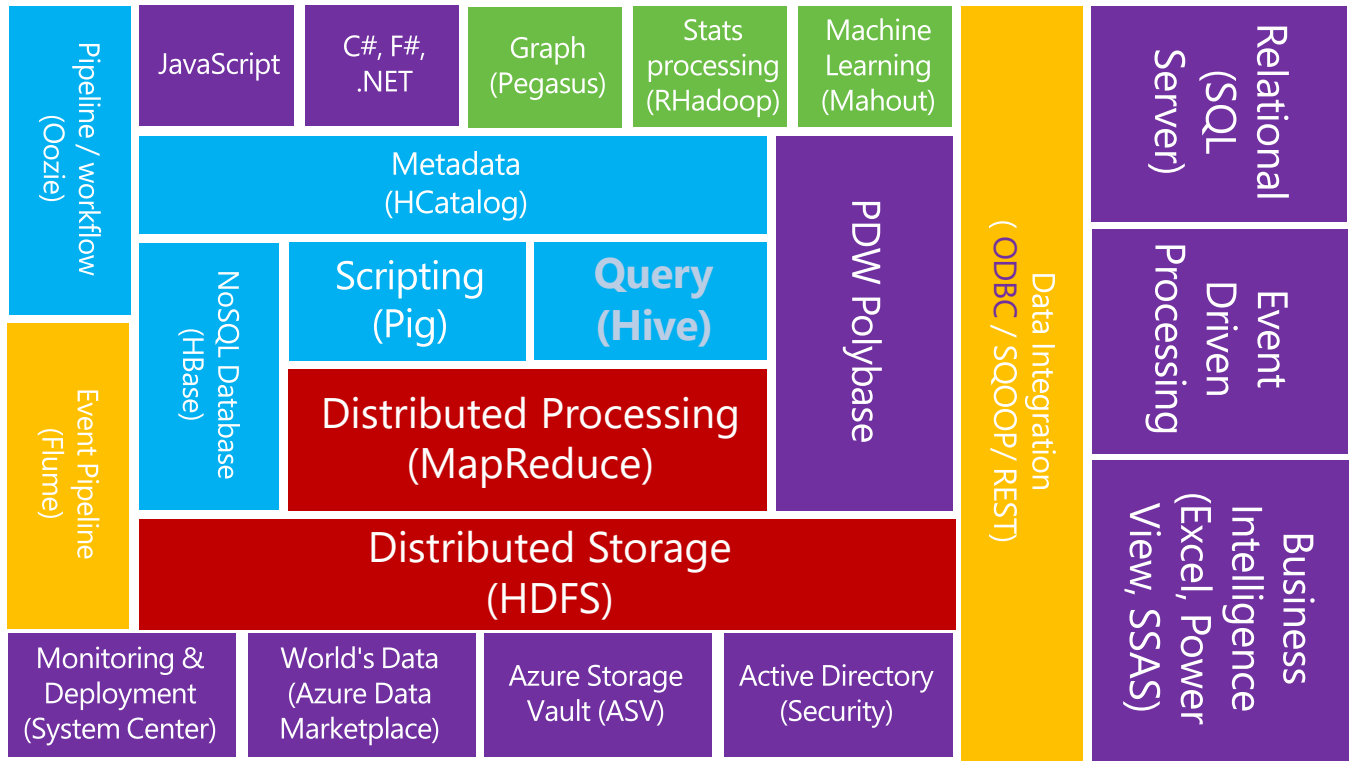 Pipeline / workflow
(Oozie)
JavaScript
C#, F#,
.NET
Graph
(Pegasus)
Stats
processing
(RHadoop)
Machine
Learning
(Mahout)
Metadata
(HCatalog)
NoSQL Database
(HBase)
Scripting
(Pig)
Query
(Hive)
PDW Polybase
Distributed Processing
(MapReduce)
Event Pipeline
(Flume)
Distributed Storage
(HDFS)
Monitoring &
Deployment
(System Center)
World's Data
(Azure Data
Marketplace)
Azure Storage
Vault (ASV)
Active Directory
(Security)
Data Integration
( ODBC / SQOOP/ REST)
Relational
(SQL
Server)
Event
Driven
Processing
Business
Intelligence
(Excel, Power
View, SSAS)